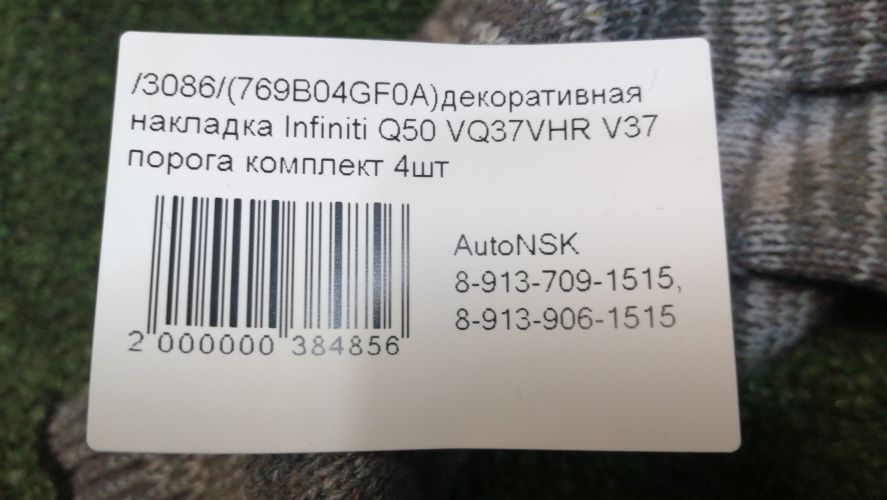 /3086/(769B04GF0A)декоративная
накладка Infiniti Q50 VQ37VHR V37
порога комплект 4шт
AutoNSK
8-913-709-1515,
8-913-906-1515
2 000000 384856